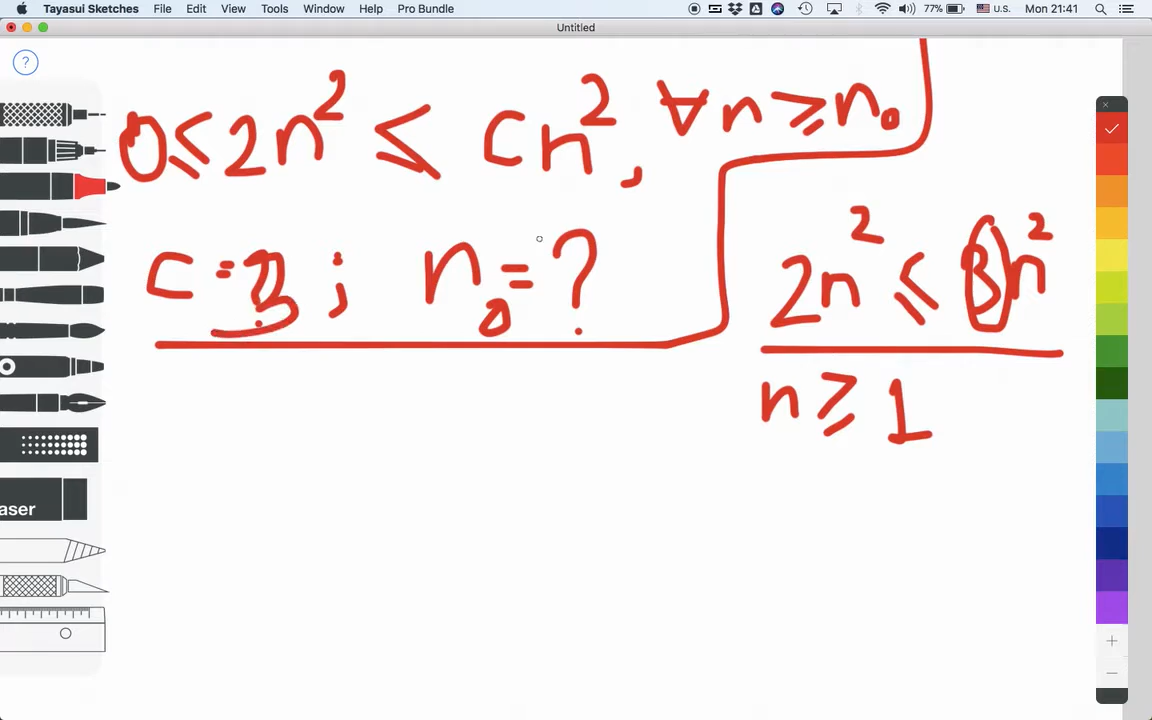 Tayasui Sketches File Edit View Tools Window Help Pro Bundle 77% U.S. Mon 21:41
Untitled
?
0 ≤ 2n² ≤ cn², ∀n ≥ n₀
c = 3; n₀ = ?
2n² ≤ 3n²
n ≥ 1
aser